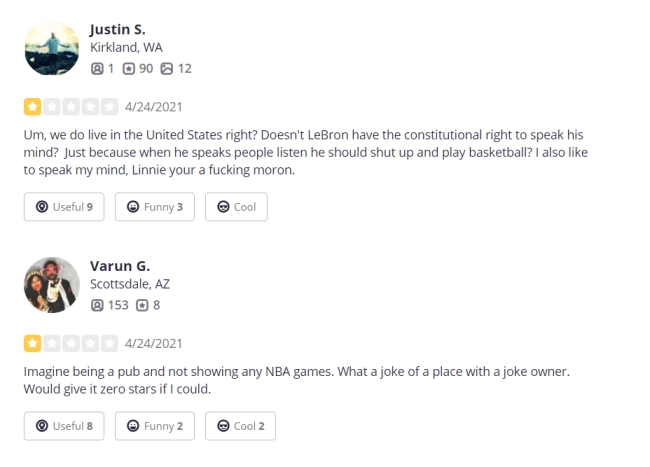 Justin S.
Kirkland, WA
1 90 12
4/24/2021
Um, we do live in the United States right? Doesn't LeBron have the constitutional right to speak his
mind?  Just because when he speaks people listen he should shut up and play basketball? I also like
to speak my mind, Linnie your a fucking moron.
Useful 9 Funny 3 Cool
Varun G.
Scottsdale, AZ
153 8
4/24/2021
Imagine being a pub and not showing any NBA games. What a joke of a place with a joke owner.
Would give it zero stars if I could.
Useful 8 Funny 2 Cool 2